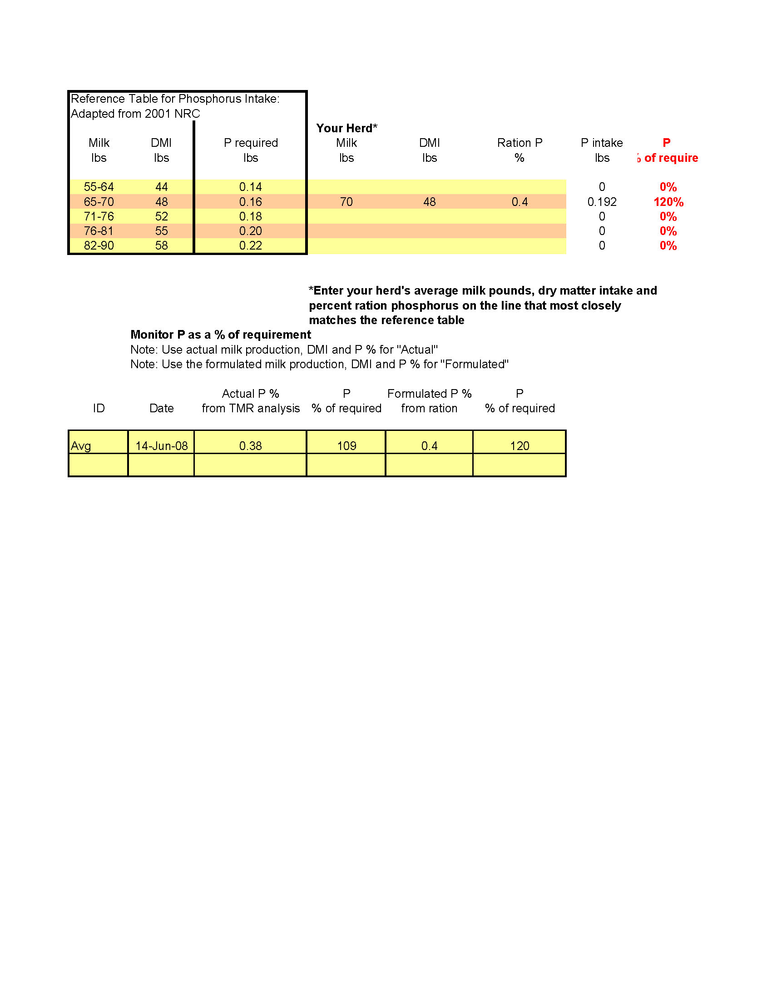 Reference Table for Phosphorus Intake:
Adapted from 2001 NRC
Your Herd*
Milk DMI P required Milk DMI Ration P P intake P
lbs lbs lbs lbs lbs % lbs % of require
55-64 44 0.14 0 0%
65-70 48 0.16 70 48 0.4 0.192 120%
71-76 52 0.18 0 0%
76-81 55 0.20 0 0%
82-90 58 0.22 0 0%
*Enter your herd's average milk pounds, dry matter intake and
percent ration phosphorus on the line that most closely
matches the reference table
Monitor P as a % of requirement
Note: Use actual milk production, DMI and P % for "Actual"
Note: Use the formulated milk production, DMI and P % for "Formulated"
Actual P % P Formulated P % P
ID Date from TMR analysis % of required from ration % of required
Avg 14-Jun-08 0.38 109 0.4 120